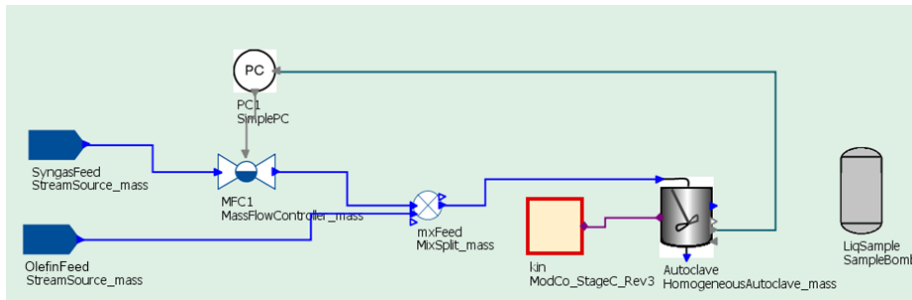 PC
PC1
SimplePC
SyngasFeed
StreamSource_mass
MFC1
MassFlowController_mass
OlefinFeed
StreamSource_mass
mxFeed
MixSplit_mass
kin
ModCo_StageC_Rev3
Autoclave
HomogeneousAutoclave_mass
LiqSample
SampleBomb